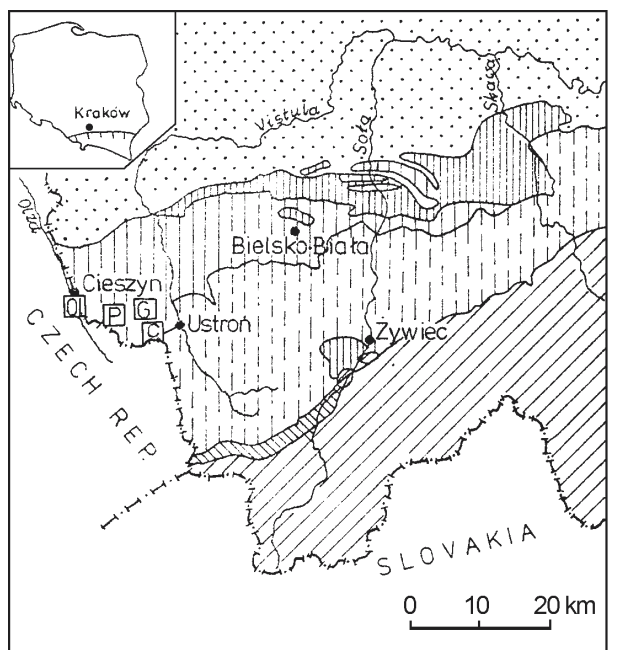 Kraków
Vistula
Soła
Skawa
Olza
Bielsko-Biała
Cieszyn
Ol
P
G
C
Ustroń
Żywiec
CZECH REP.
SLOVAKIA
0 10 20 km